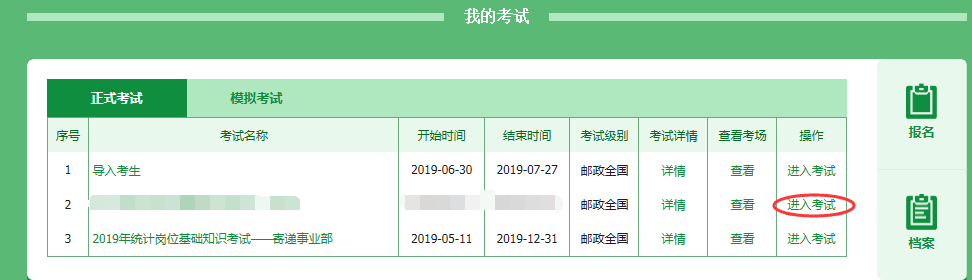 我的考试
正式考试 模拟考试
序号 考试名称 开始时间 结束时间 考试级别 考试详情 查看考场 操作
1 导入考生 2019-06-30 2019-07-27 邮政全国 详情 查看 进入考试
2 邮政全国 详情 查看 进入考试
3 2019年统计岗位基础知识考试——寄递事业部 2019-05-11 2019-12-31 邮政全国 详情 查看 进入考试
报名
档案